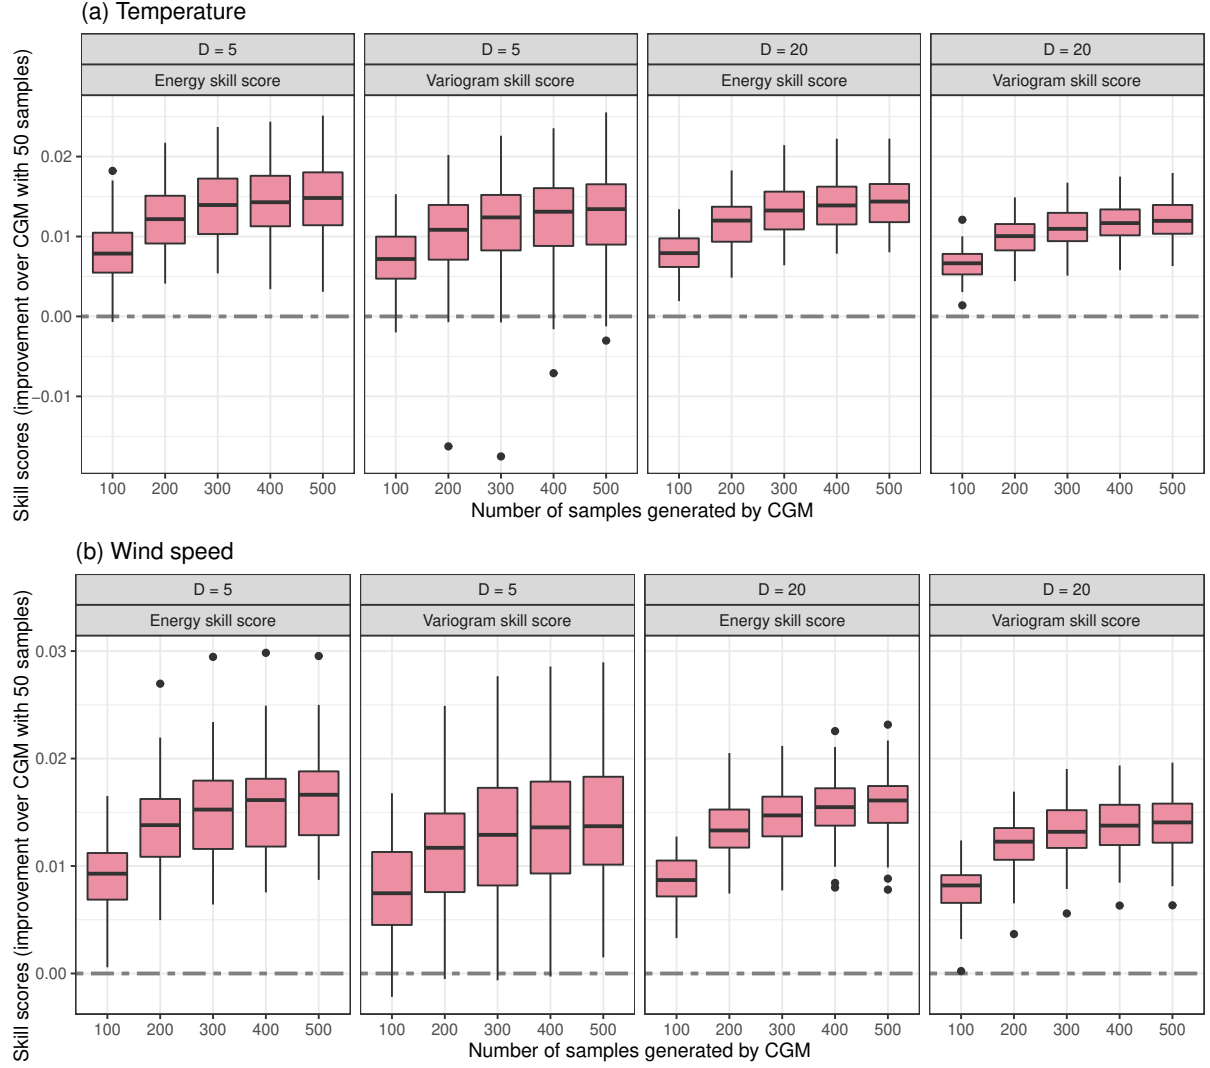 (a) Temperature
D = 5
D = 5
D = 20
D = 20
Energy skill score
Variogram skill score
Energy skill score
Variogram skill score
Skill scores (improvement over CGM with 50 samples)
0.02
0.01
0.00
−0.01
100 200 300 400 500
100 200 300 400 500
100 200 300 400 500
100 200 300 400 500
Number of samples generated by CGM
(b) Wind speed
D = 5
D = 5
D = 20
D = 20
Energy skill score
Variogram skill score
Energy skill score
Variogram skill score
Skill scores (improvement over CGM with 50 samples)
0.03
0.02
0.01
0.00
100 200 300 400 500
100 200 300 400 500
100 200 300 400 500
100 200 300 400 500
Number of samples generated by CGM